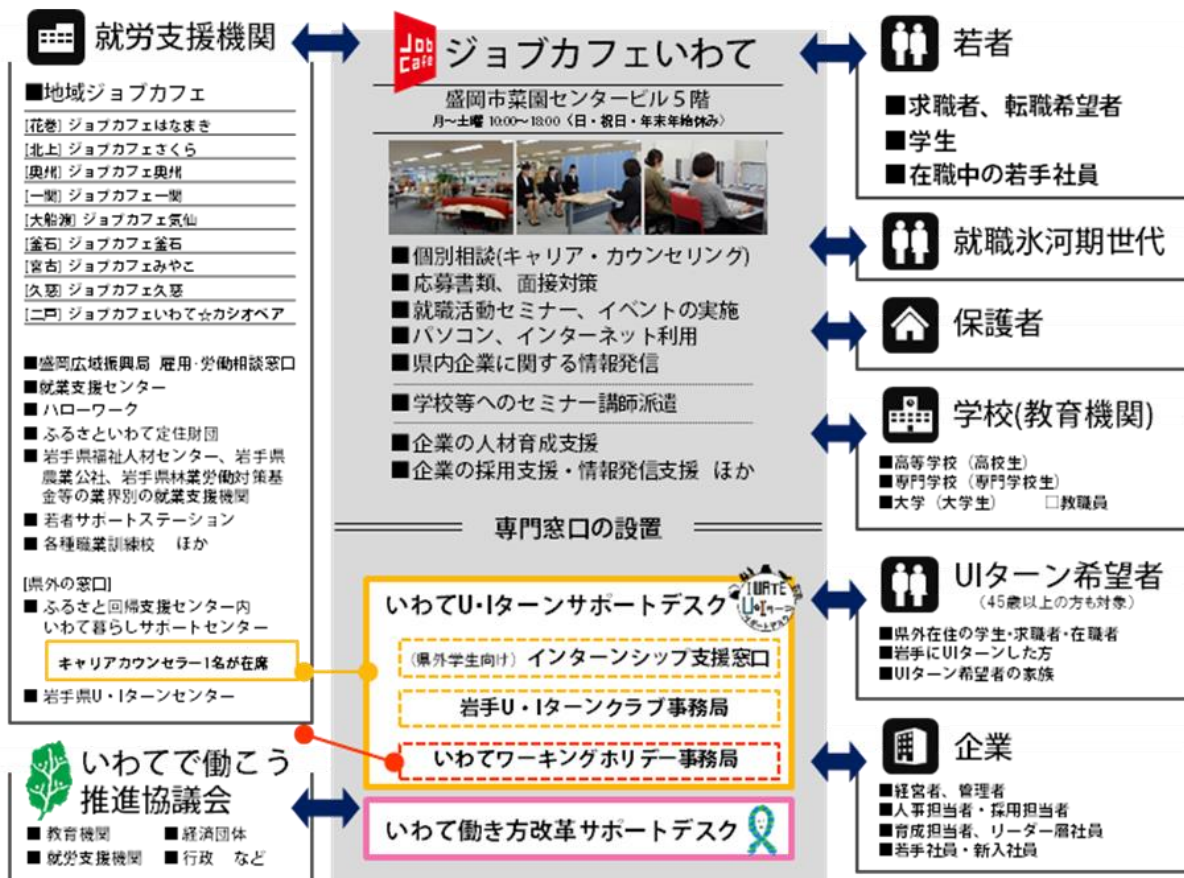 就労支援機関
■地域ジョブカフェ
[花巻] ジョブカフェはなまき
[北上] ジョブカフェさくら
[奥州] ジョブカフェ奥州
[一関] ジョブカフェ一関
[大船渡] ジョブカフェ気仙
[釜石] ジョブカフェ釜石
[宮古] ジョブカフェみやこ
[久慈] ジョブカフェ久慈
[二戸] ジョブカフェいわて☆カシオペア
■盛岡広域振興局 雇用・労働相談窓口
■就業支援センター
■ ハローワーク
■ ふるさといわて定住財団
■ 岩手県福祉人材センター、岩手県
農業公社、岩手県林業労働対策基
金等の業界別の就業支援機関
■ 若者サポートステーション
■ 各種職業訓練校 ほか
[県外の窓口]
■ ふるさと回帰支援センター内
いわて暮らしサポートセンター
キャリアカウンセラー1名が在席
■ 岩手県U・Iターンセンター
いわてで働こう
推進協議会
■ 教育機関 ■ 経済団体
■ 就労支援機関 ■ 行政 など
Job Cafe
ジョブカフェいわて
盛岡市菜園センタービル5階
月～土曜 10:00～18:00（日・祝日・年末年始休み）
■個別相談(キャリア・カウンセリング)
■応募書類、面接対策
■就職活動セミナー、イベントの実施
■パソコン、インターネット利用
■県内企業に関する情報発信
■学校等へのセミナー講師派遣
■企業の人材育成支援
■企業の採用支援・情報発信支援 ほか
専門窓口の設置
いわてU・Iターンサポートデスク
IWATE
U・Iターン
サポートデスク
（県外学生向け）インターンシップ支援窓口
岩手U・Iターンクラブ事務局
いわてワーキングホリデー事務局
いわて働き方改革サポートデスク
若者
■求職者、転職希望者
■学生
■在職中の若手社員
就職氷河期世代
保護者
学校(教育機関)
■高等学校（高校生）
■専門学校（専門学校生）
■大学（大学生） □教職員
UIターン希望者
（45歳以上の方も対象）
■県外在住の学生・求職者・在職者
■岩手にUIターンした方
■UIターン希望者の家族
企業
■経営者、管理者
■人事担当者・採用担当者
■育成担当者、リーダー層社員
■若手社員・新入社員